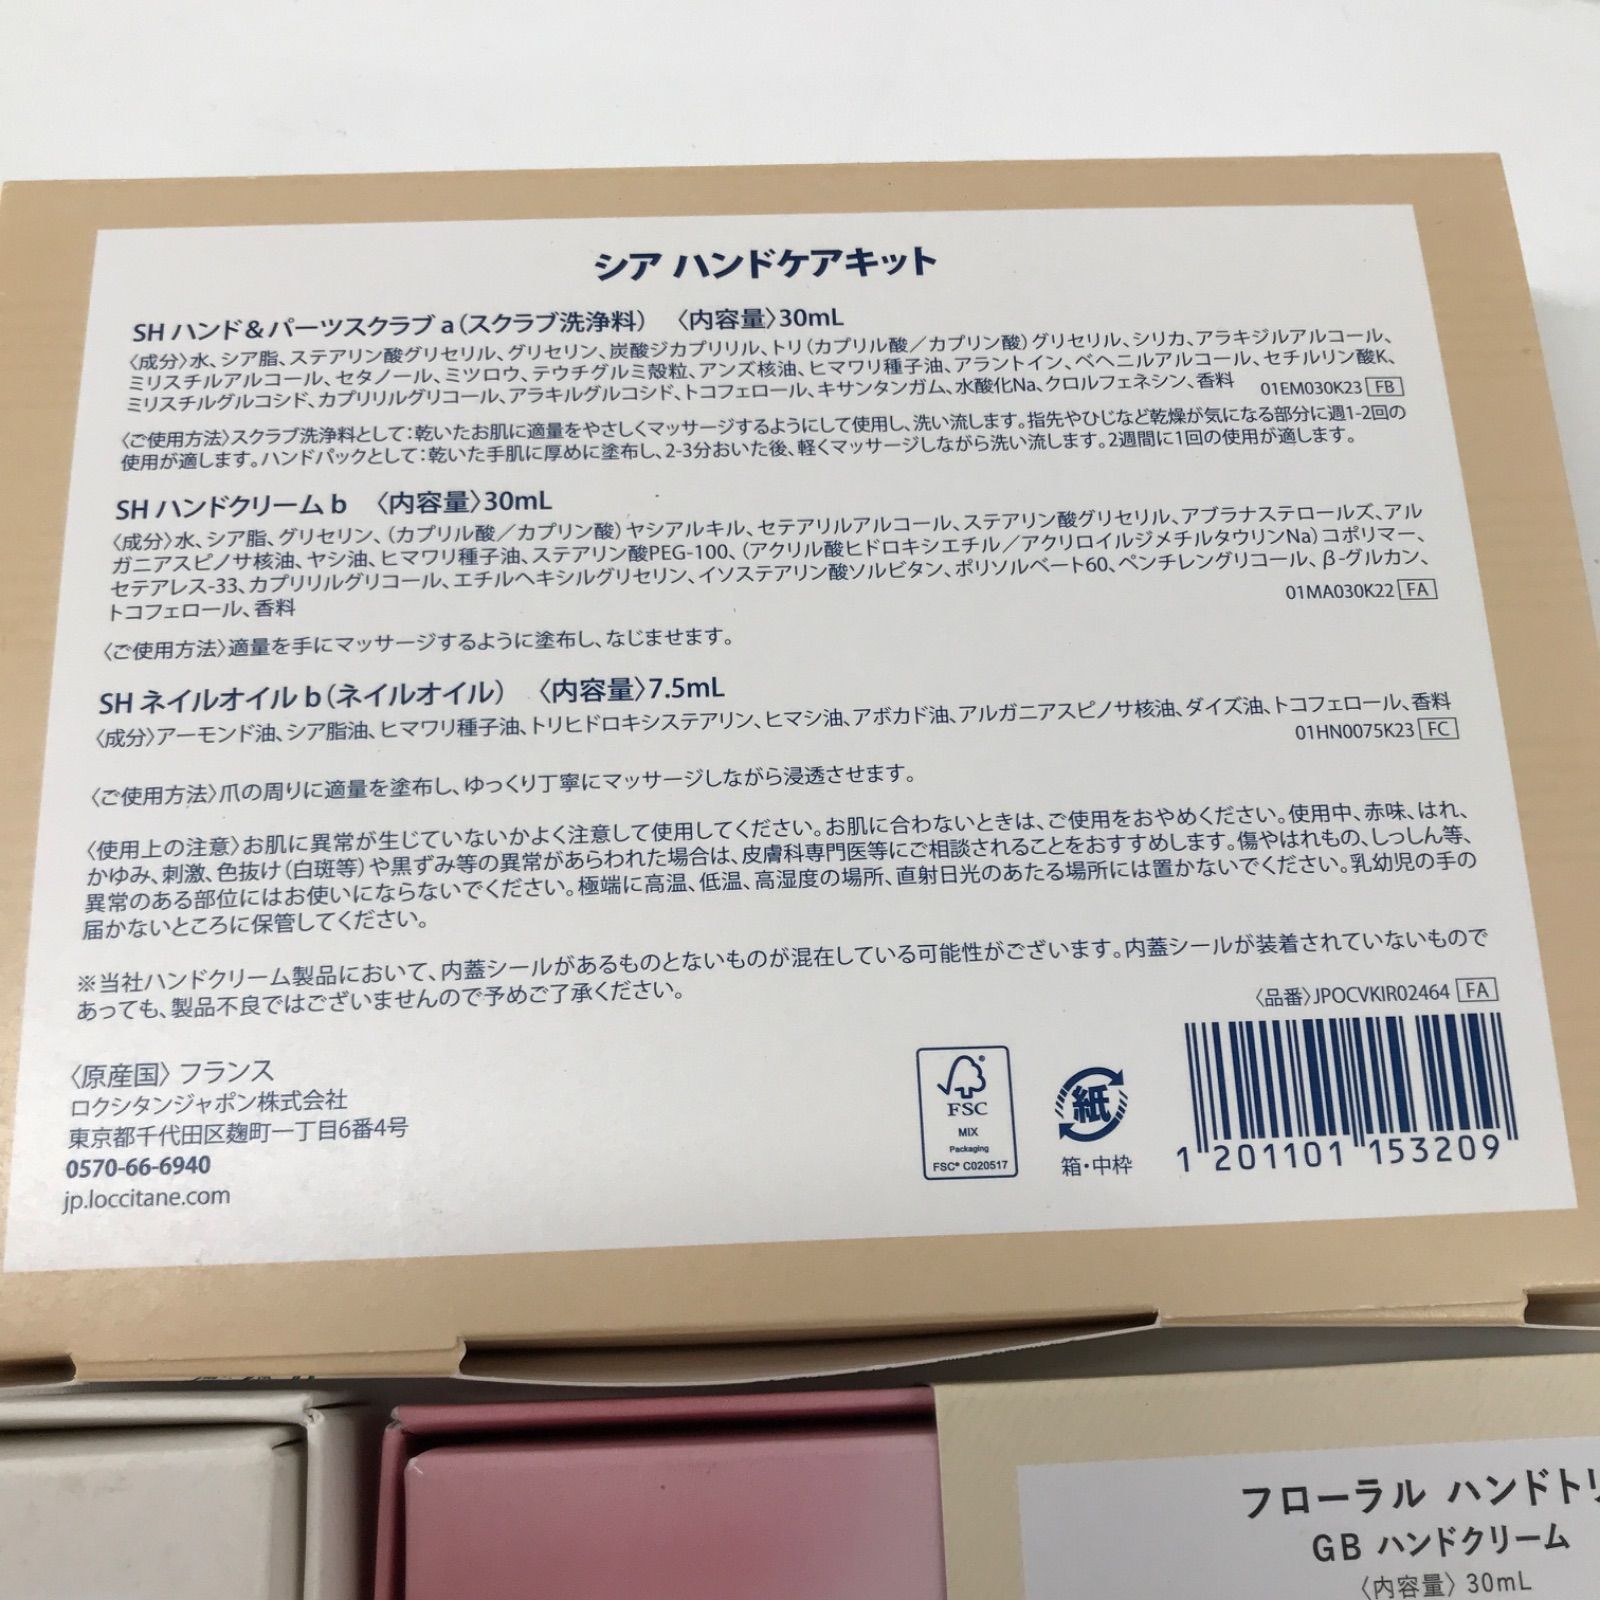 シア ハンドケアキット
SH ハンド&パーツスクラブ a(スクラブ洗浄料) 〈内容量〉30mL
〈成分〉水、シア脂、ステアリン酸グリセリル、グリセリン、炭酸ジカプリリル、トリ(カプリル酸／カプリン酸)グリセリル、シリカ、アラキジルアルコール、
ミリスチルアルコール、セタノール、ミツロウ、テウチグルミ殻粒、アンズ核油、ヒマワリ種子油、アラントイン、ベヘニルアルコール、セチルリン酸K、
ミリスチルグルコシド、カプリリルグリコール、アラキルグルコシド、トコフェロール、キサンタンガム、水酸化Na、クロルフェネシン、香料 01EM030K23 FB
〈ご使用方法〉スクラブ洗浄料として：乾いたお肌に適量をやさしくマッサージするようにして使用し、洗い流します。指先やひじなど乾燥が気になる部分に週1-2回の
使用が適します。ハンドパックとして：乾いた手肌に厚めに塗布し、2-3分おいた後、軽くマッサージしながら洗い流します。2週間に1回の使用が適します。
SH ハンドクリーム b 〈内容量〉30mL
〈成分〉水、シア脂、グリセリン、(カプリル酸／カプリン酸)ヤシアルキル、セテアリルアルコール、ステアリン酸グリセリル、アブラナステロールズ、アル
ガニアスピノサ核油、ヤシ油、ヒマワリ種子油、ステアリン酸PEG-100、(アクリル酸ヒドロキシエチル／アクリロイルジメチルタウリンNa)コポリマー、
セテアレス-33、カプリリルグリコール、エチルヘキシルグリセリン、イソステアリン酸ソルビタン、ポリソルベート60、ペンチレングリコール、β-グルカン、
トコフェロール、香料 01MA030K22 FA
〈ご使用方法〉適量を手にマッサージするように塗布し、なじませます。
SH ネイルオイル b(ネイルオイル) 〈内容量〉7.5mL
〈成分〉アーモンド油、シア脂油、ヒマワリ種子油、トリヒドロキシステアリン、ヒマシ油、アボカド油、アルガニアスピノサ核油、ダイズ油、トコフェロール、香料
01HN0075K23 FC
〈ご使用方法〉爪の周りに適量を塗布し、ゆっくり丁寧にマッサージしながら浸透させます。
〈使用上の注意〉お肌に異常が生じていないかよく注意して使用してください。お肌に合わないときは、ご使用をおやめください。使用中、赤味、はれ、
かゆみ、刺激、色抜け(白斑等)や黒ずみ等の異常があらわれた場合は、皮膚科専門医等にご相談されることをおすすめします。傷やはれもの、しっしん等、
異常のある部位にはお使いにならないでください。極端に高温、低温、高湿度の場所、直射日光のあたる場所には置かないでください。乳幼児の手の
届かないところに保管してください。
※当社ハンドクリーム製品において、内蓋シールがあるものとないものが混在している可能性がございます。内蓋シールが装着されていないもので
あっても、製品不良ではございませんので予めご了承ください。
〈品番〉JPOCVKIR02464 FA
〈原産国〉フランス
ロクシタンジャポン株式会社
東京都千代田区麹町一丁目6番4号
0570-66-6940
jp.loccitane.com
FSC
MIX
Packaging
FSC® C020517
紙
箱・中枠
1 201101 153209
フローラル ハンドトリ
GB ハンドクリーム
〈内容量〉30mL